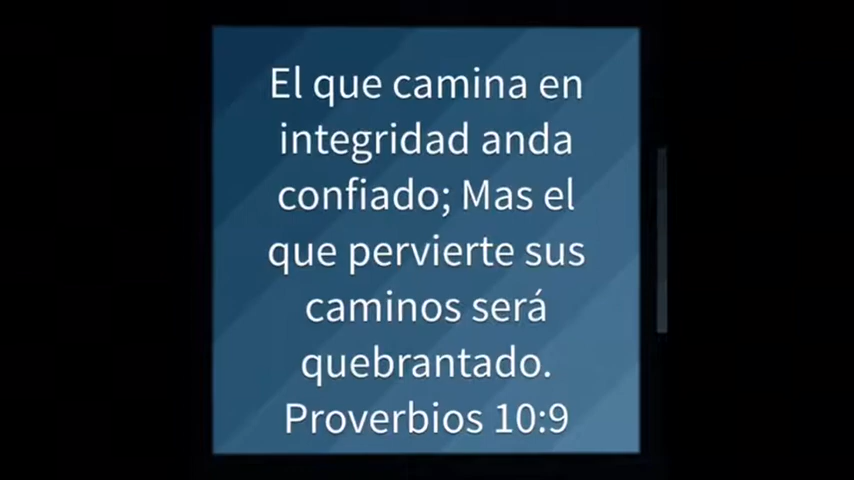 El que camina en
integridad anda
confiado; Mas el
que pervierte sus
caminos será
quebrantado.
Proverbios 10:9